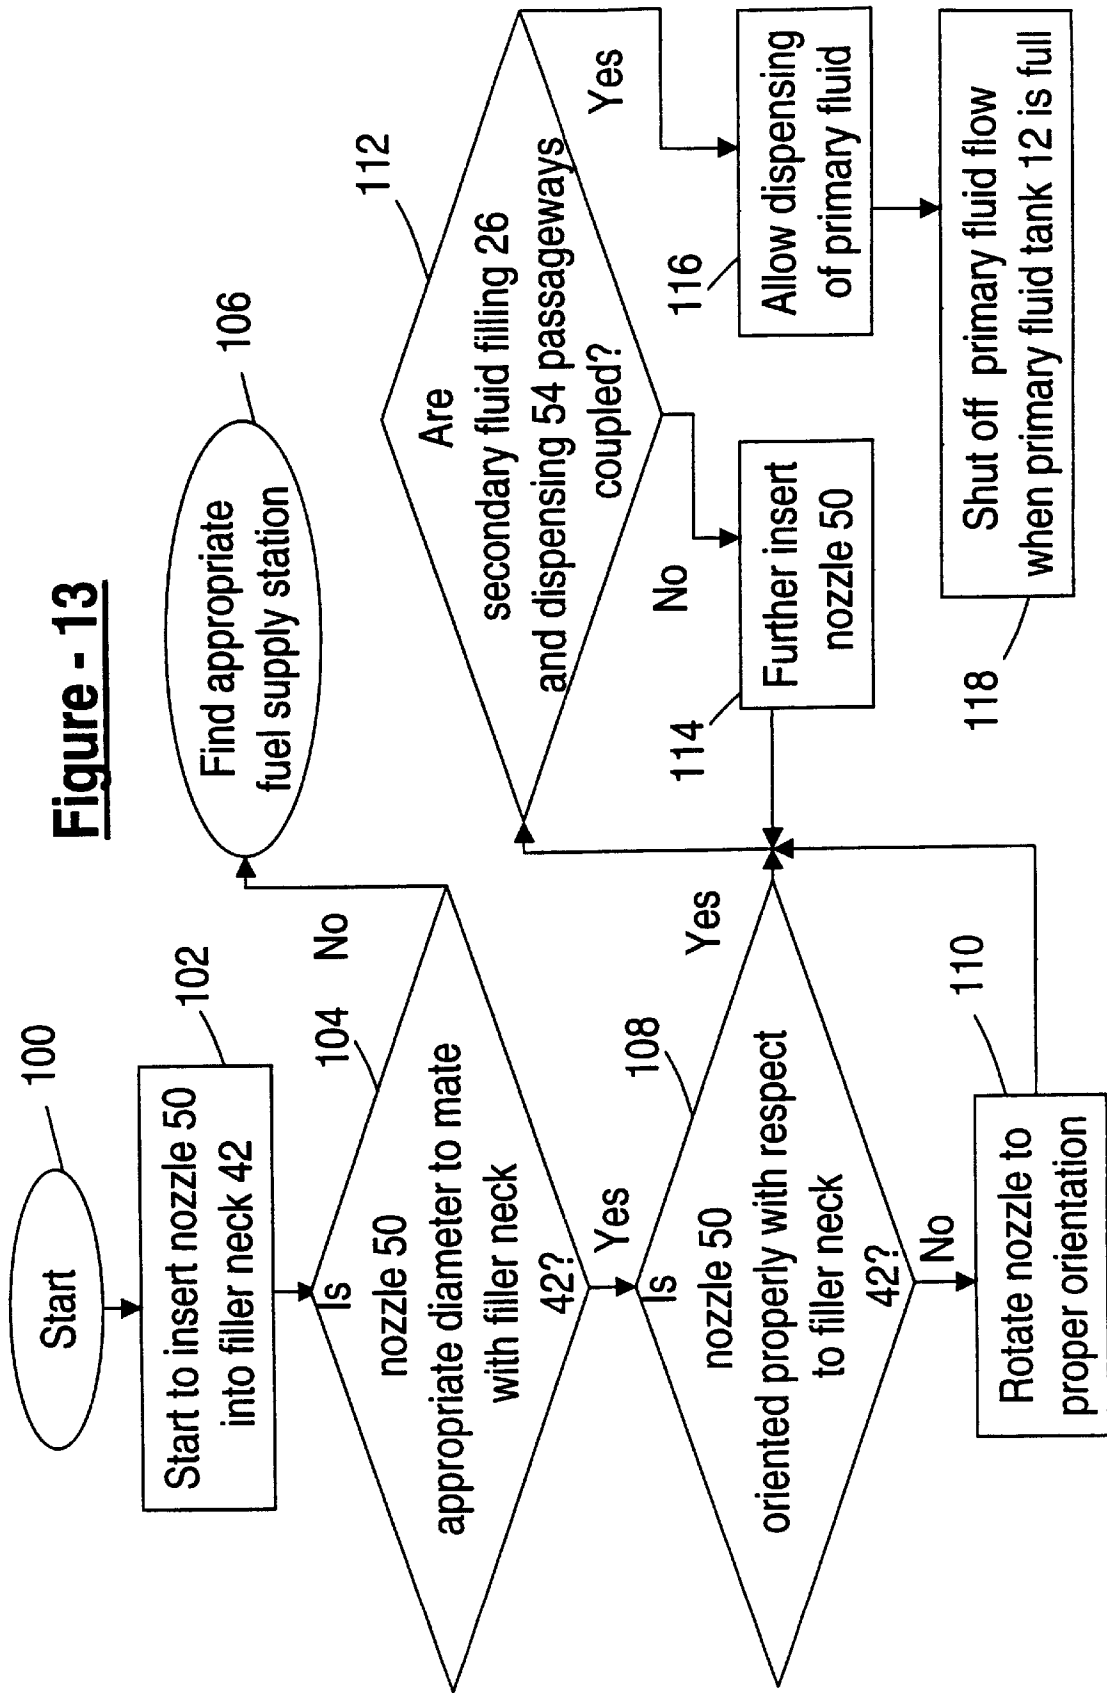 Figure - 13
Start
100
Start to insert nozzle 50
into filler neck 42
102
Is
nozzle 50
appropriate diameter to mate
with filler neck
42?
104
No
Find appropriate
fuel supply station
106
Yes
Is
nozzle 50
oriented properly with respect
to filler neck
42?
108
Yes
No
Rotate nozzle to
proper orientation
110
Are
secondary fluid filling 26
and dispensing 54 passageways
coupled?
112
No
Further insert
nozzle 50
114
Yes
Allow dispensing
of primary fluid
116
Shut off primary fluid flow
when primary fluid tank 12 is full
118